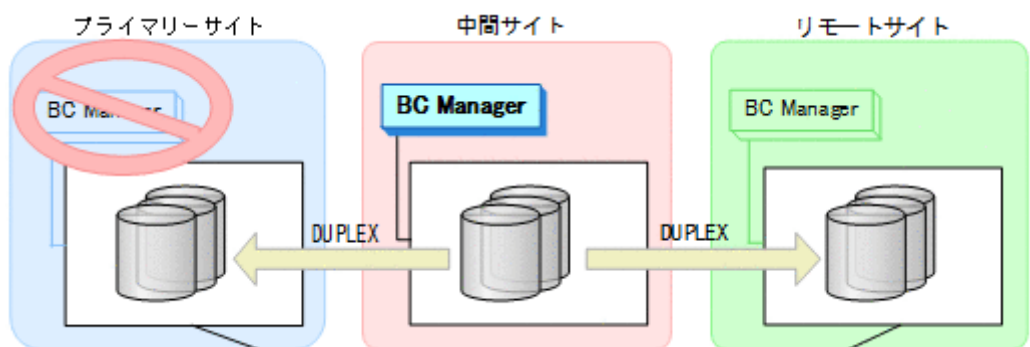 プライマリーサイト
中間サイト
リモートサイト
BC Manager
BC Manager
BC Manager
DUPLEX
DUPLEX